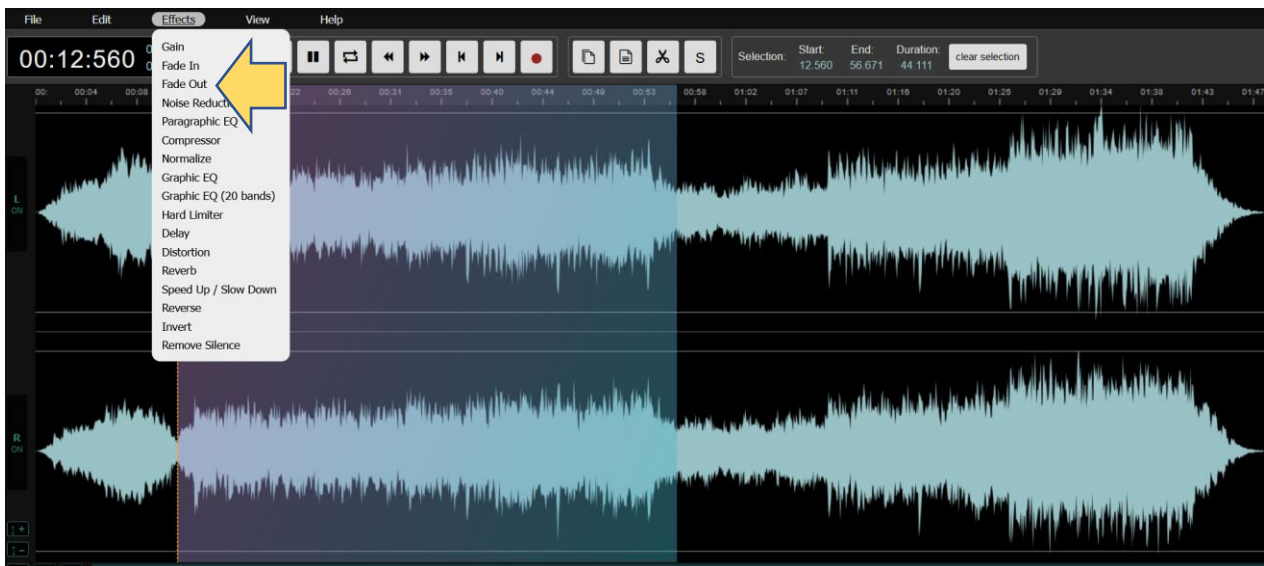 File Edit Effects View Help
00:12:560
S
Selection: Start: End: Duration: clear selection
12.560 56.671 44.111
Gain
Fade In
Fade Out
Noise Reducti
Paragraphic EQ
Compressor
Normalize
Graphic EQ
Graphic EQ (20 bands)
Hard Limiter
Delay
Distortion
Reverb
Speed Up / Slow Down
Reverse
Invert
Remove Silence
00: 00:04 00:08 22 00:26 00:31 00:35 00:40 00:44 00:49 00:53 00:58 01:02 01:07 01:11 01:16 01:20 01:25 01:29 01:34 01:38 01:43 01:47
L
ON
R
ON